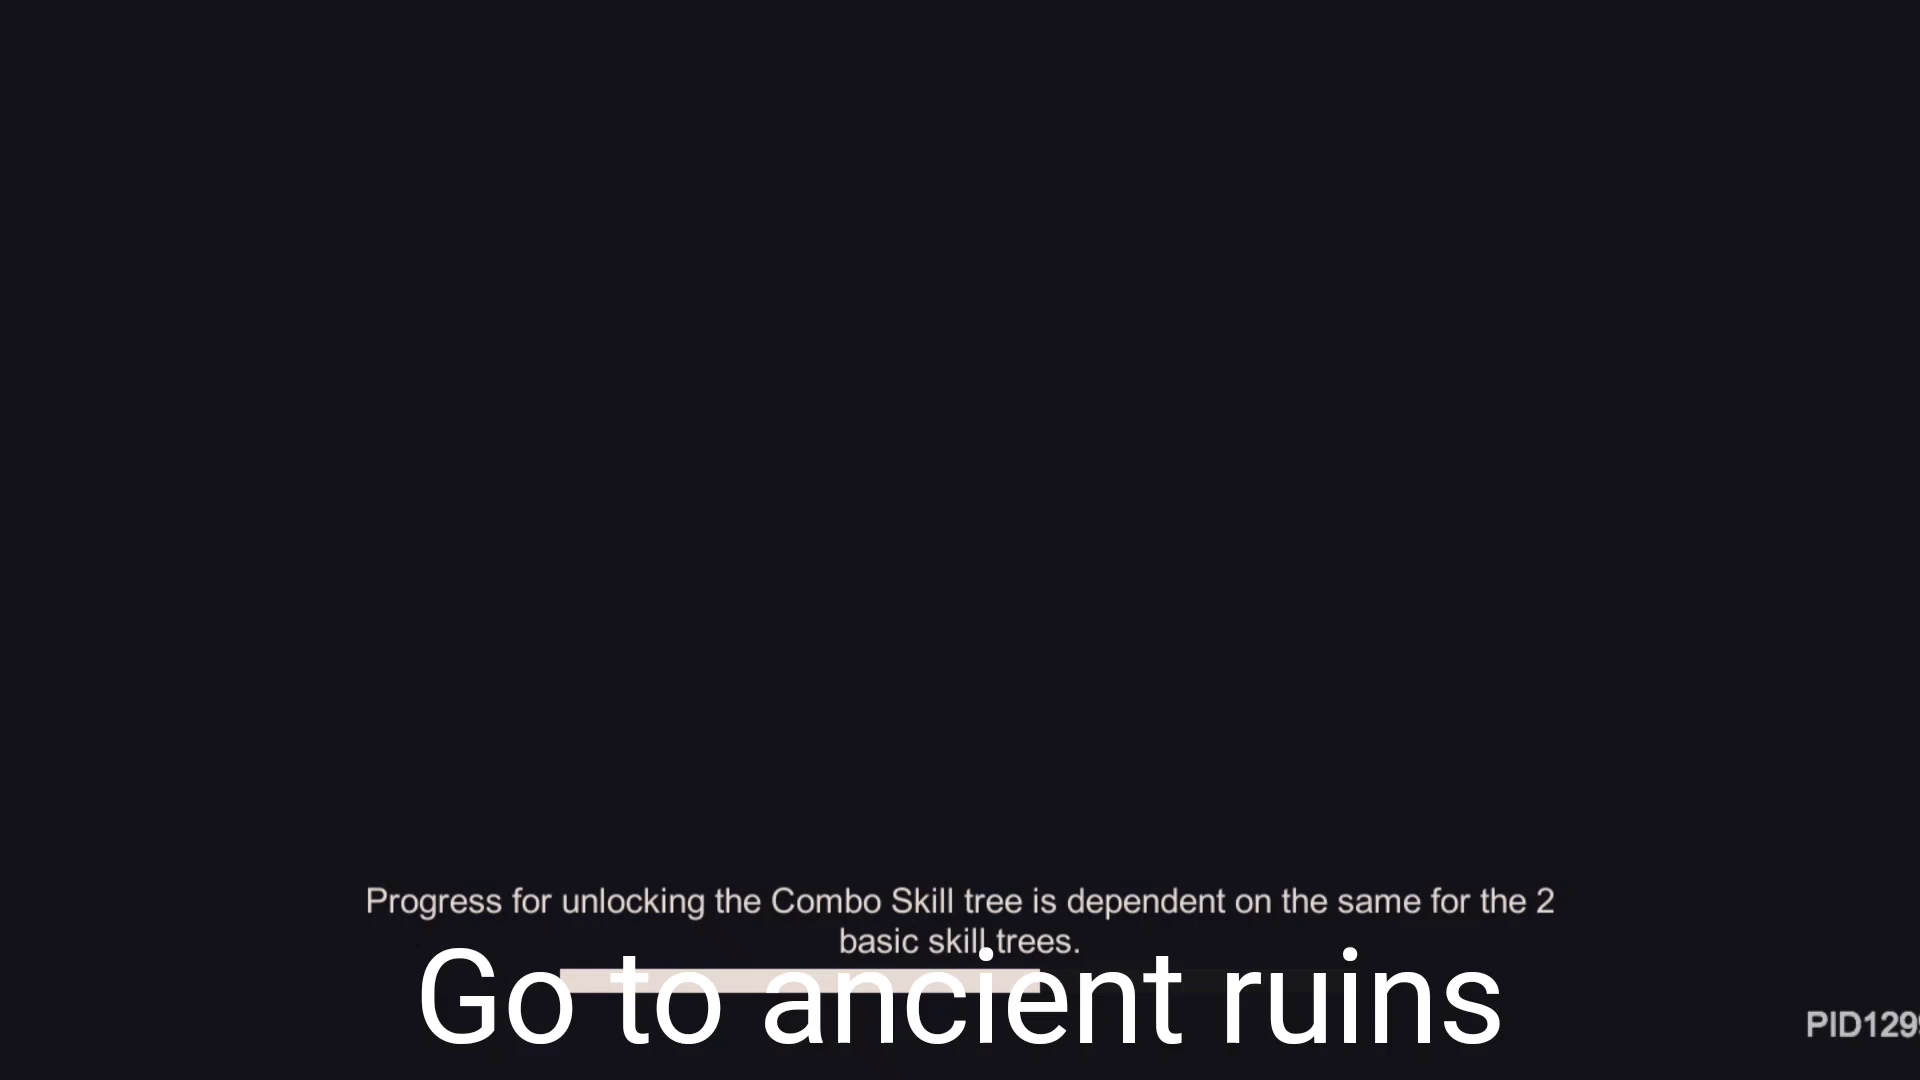 Progress for unlocking the Combo Skill tree is dependent on the same for the 2
basic skill trees.
Go to ancient ruins
PID129